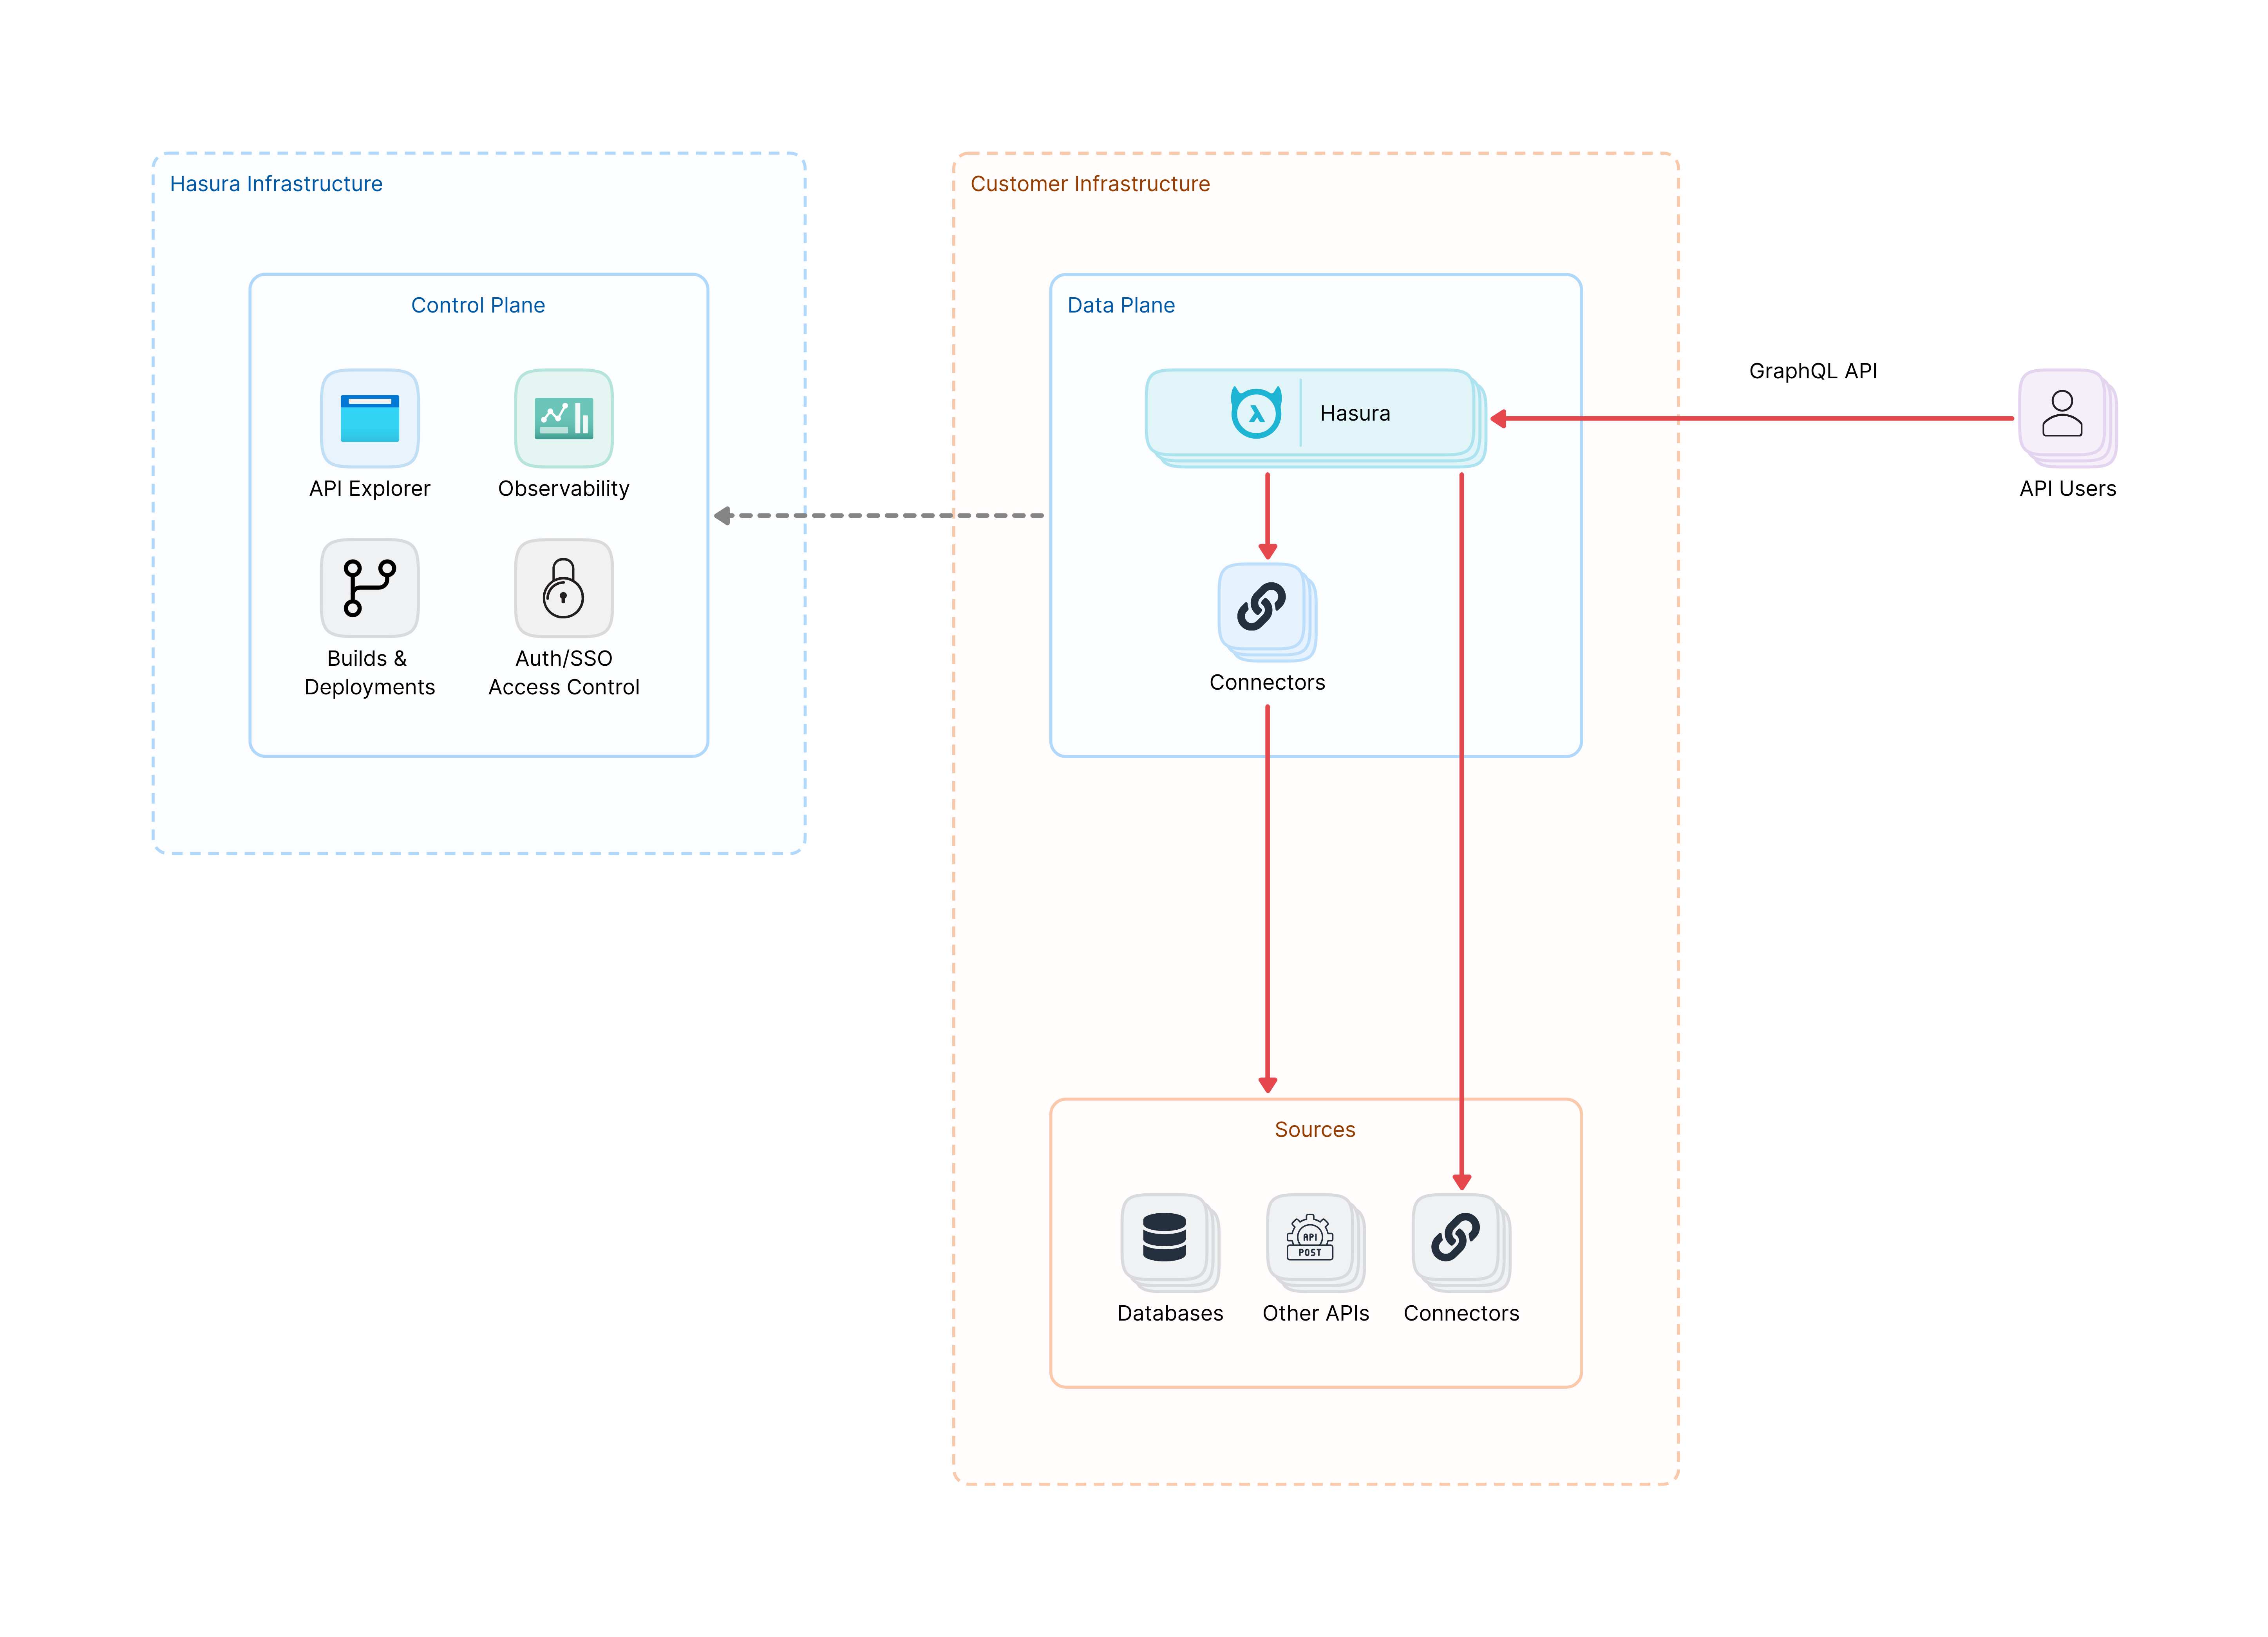 Hasura Infrastructure
Control Plane
API Explorer
Observability
Builds &
Deployments
Auth/SSO
Access Control
Customer Infrastructure
Data Plane
Hasura
Connectors
GraphQL API
API Users
Sources
API
POST
Databases
Other APIs
Connectors